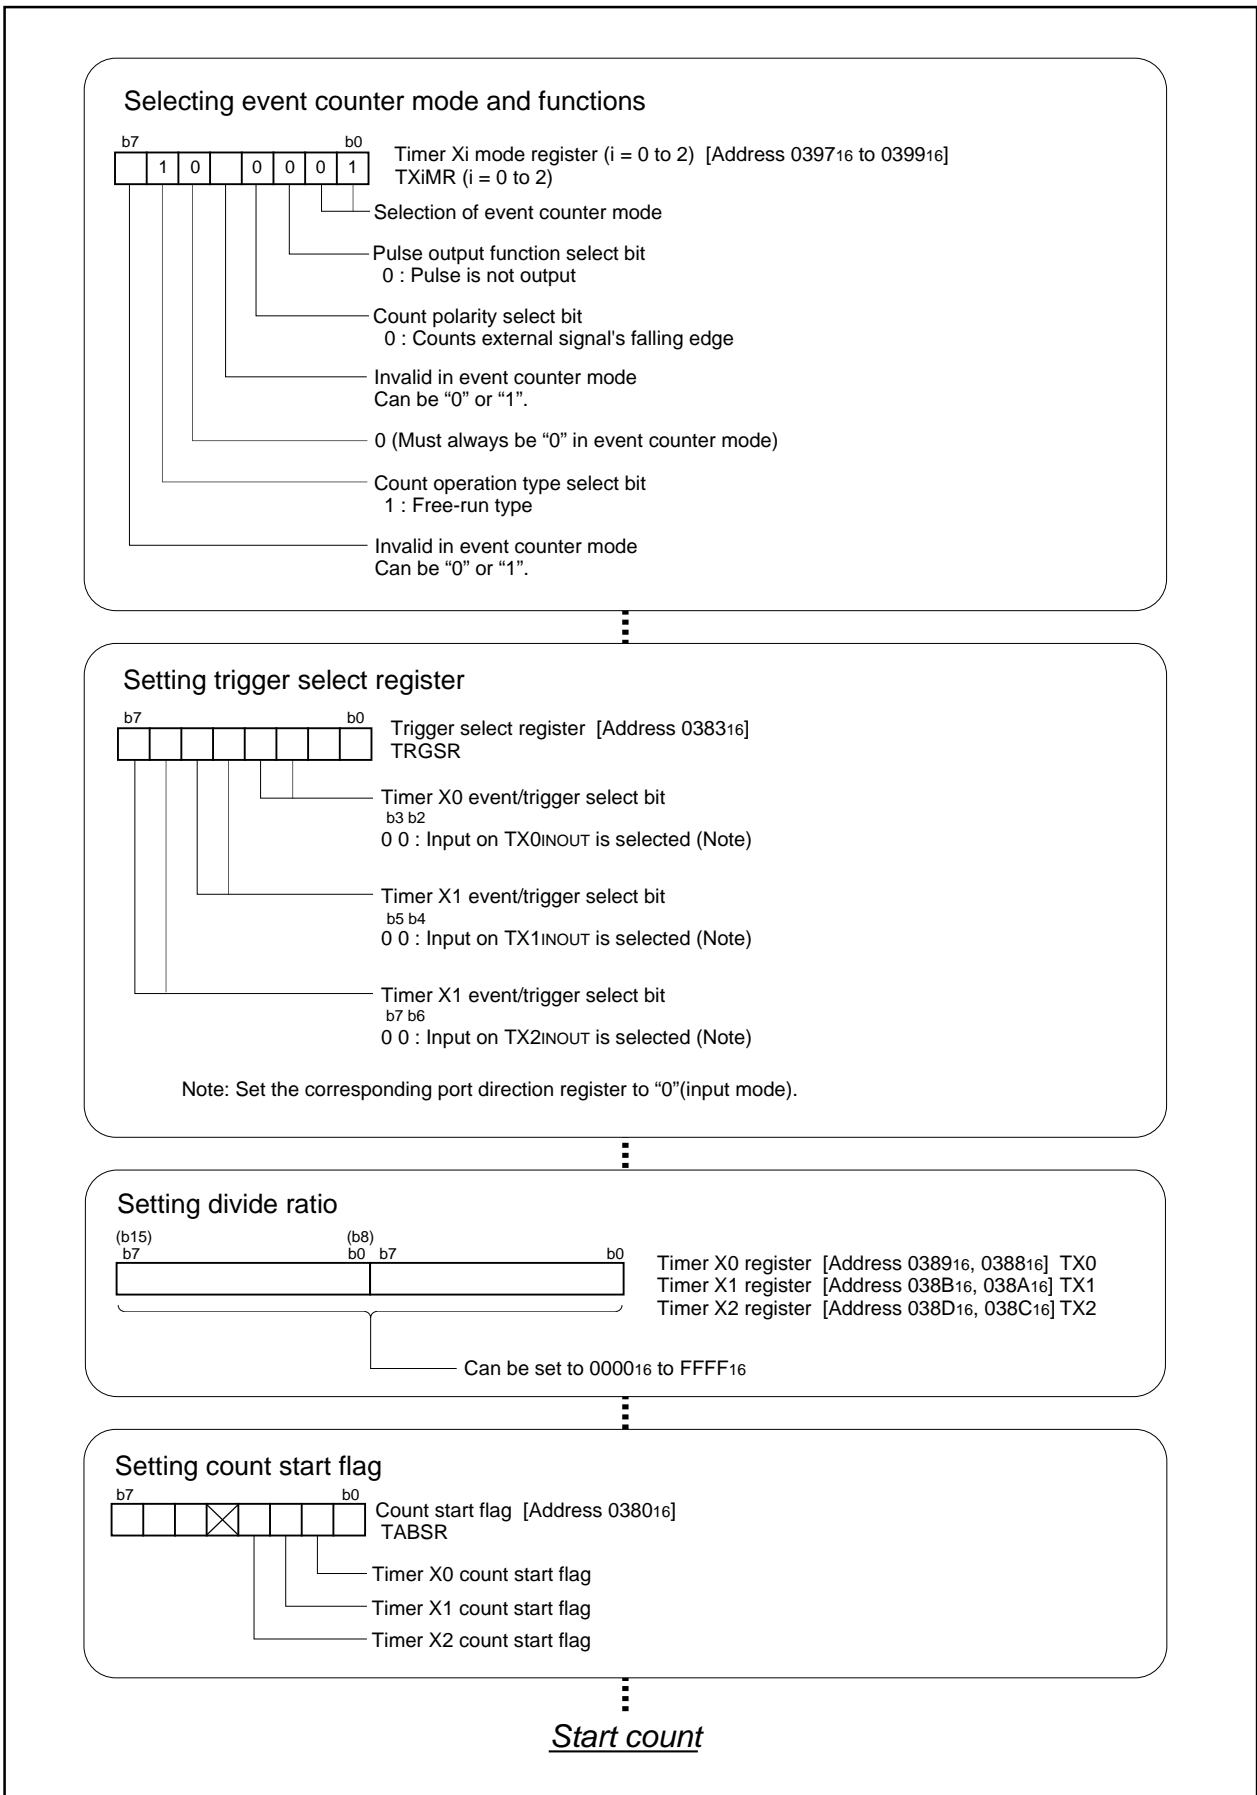 Selecting event counter mode and functions
b7 b0
1 0 0 0 0 1
Timer Xi mode register (i = 0 to 2) [Address 039716 to 039916]
TXiMR (i = 0 to 2)
Selection of event counter mode
Pulse output function select bit
0 : Pulse is not output
Count polarity select bit
0 : Counts external signal's falling edge
Invalid in event counter mode
Can be “0” or “1”.
0 (Must always be “0” in event counter mode)
Count operation type select bit
1 : Free-run type
Invalid in event counter mode
Can be “0” or “1”.
Setting trigger select register
b7 b0
Trigger select register [Address 038316]
TRGSR
Timer X0 event/trigger select bit
b3 b2
0 0 : Input on TX0INOUT is selected (Note)
Timer X1 event/trigger select bit
b5 b4
0 0 : Input on TX1INOUT is selected (Note)
Timer X1 event/trigger select bit
b7 b6
0 0 : Input on TX2INOUT is selected (Note)
Note: Set the corresponding port direction register to “0”(input mode).
Setting divide ratio
(b15) (b8)
b7 b0 b7 b0
Timer X0 register [Address 038916, 038816] TX0
Timer X1 register [Address 038B16, 038A16] TX1
Timer X2 register [Address 038D16, 038C16] TX2
Can be set to 000016 to FFFF16
Setting count start flag
b7 b0
Count start flag [Address 038016]
TABSR
Timer X0 count start flag
Timer X1 count start flag
Timer X2 count start flag
Start count